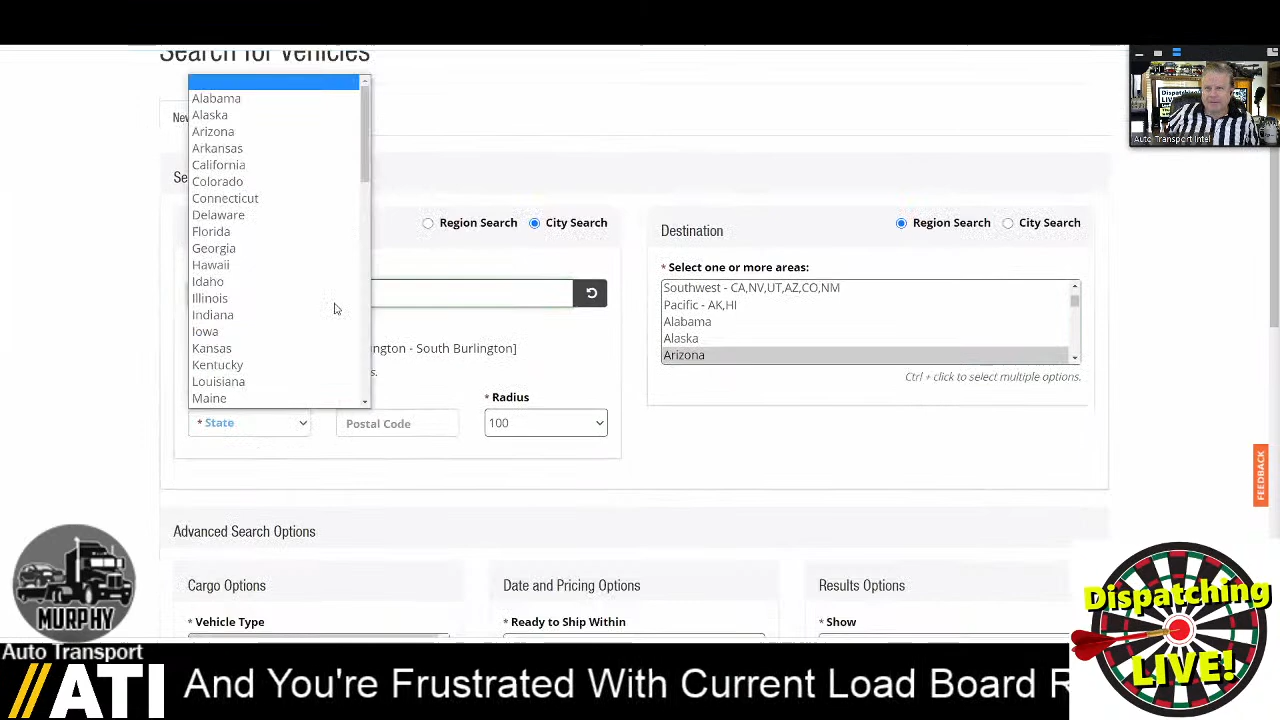 Search for Vehicles
Auto Transport Intel
Ne
Alabama
Alaska
Arizona
Arkansas
California
Colorado
Connecticut
Delaware
Florida
Georgia
Hawaii
Idaho
Illinois
Indiana
Iowa
Kansas
Kentucky
Louisiana
Maine
Se
Region Search City Search
ngton - South Burlington]
s.
* Radius
* State
Postal Code
100
Destination
Region Search City Search
* Select one or more areas:
Southwest - CA,NV,UT,AZ,CO,NM
Pacific - AK,HI
Alabama
Alaska
Arizona
Ctrl + click to select multiple options.
FEEDBACK
Advanced Search Options
Cargo Options
Date and Pricing Options
Results Options
* Vehicle Type
* Ready to Ship Within
* Show
MURPHY
Auto Transport
//ATI
And You're Frustrated With Current Load Board R
Dispatching
LIVE!